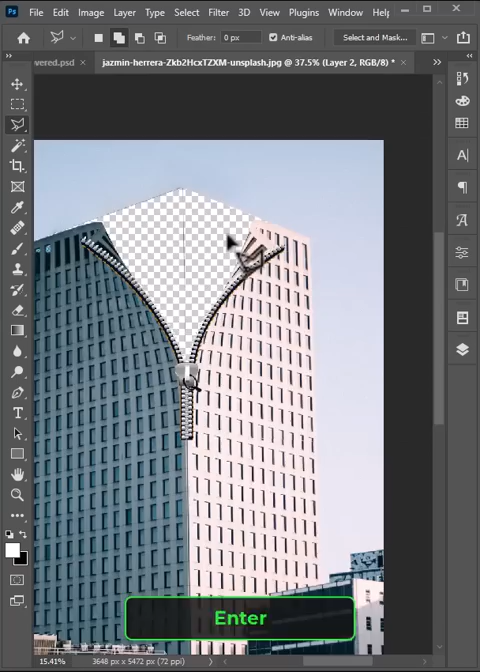 Ps File Edit Image Layer Type Select Filter 3D View Plugins Window Help
Feather: 0 px Anti-alias Select and Mask...
vered.psd × jazmin-herrera-Zkb2HcxTZXM-unsplash.jpg @ 37.5% (Layer 2, RGB/8) * ×
Enter
15.41% 3648 px x 5472 px (72 ppi)